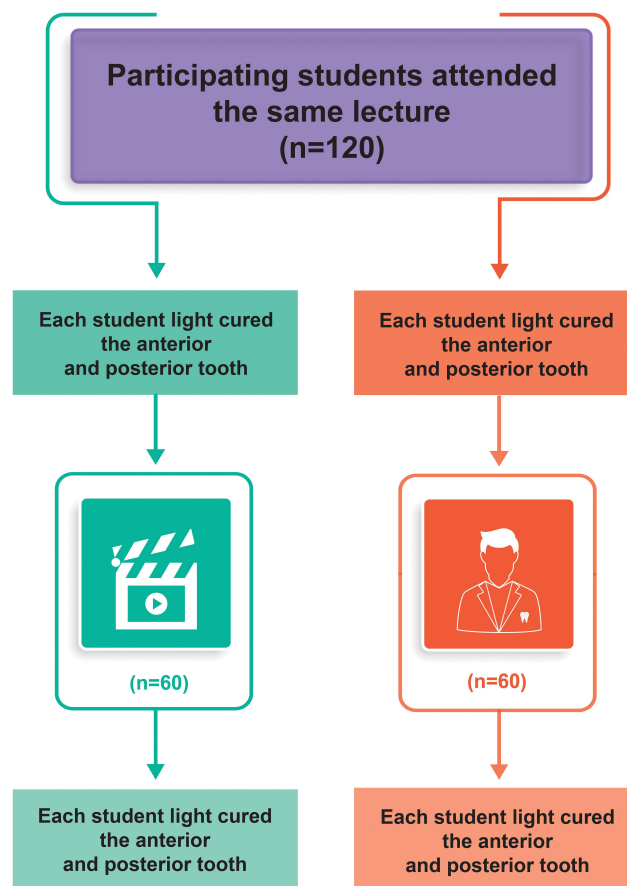 Participating students attended
the same lecture
(n=120)
Each student light cured
the anterior
and posterior tooth
Each student light cured
the anterior
and posterior tooth
(n=60)
(n=60)
Each student light cured
the anterior
and posterior tooth
Each student light cured
the anterior
and posterior tooth